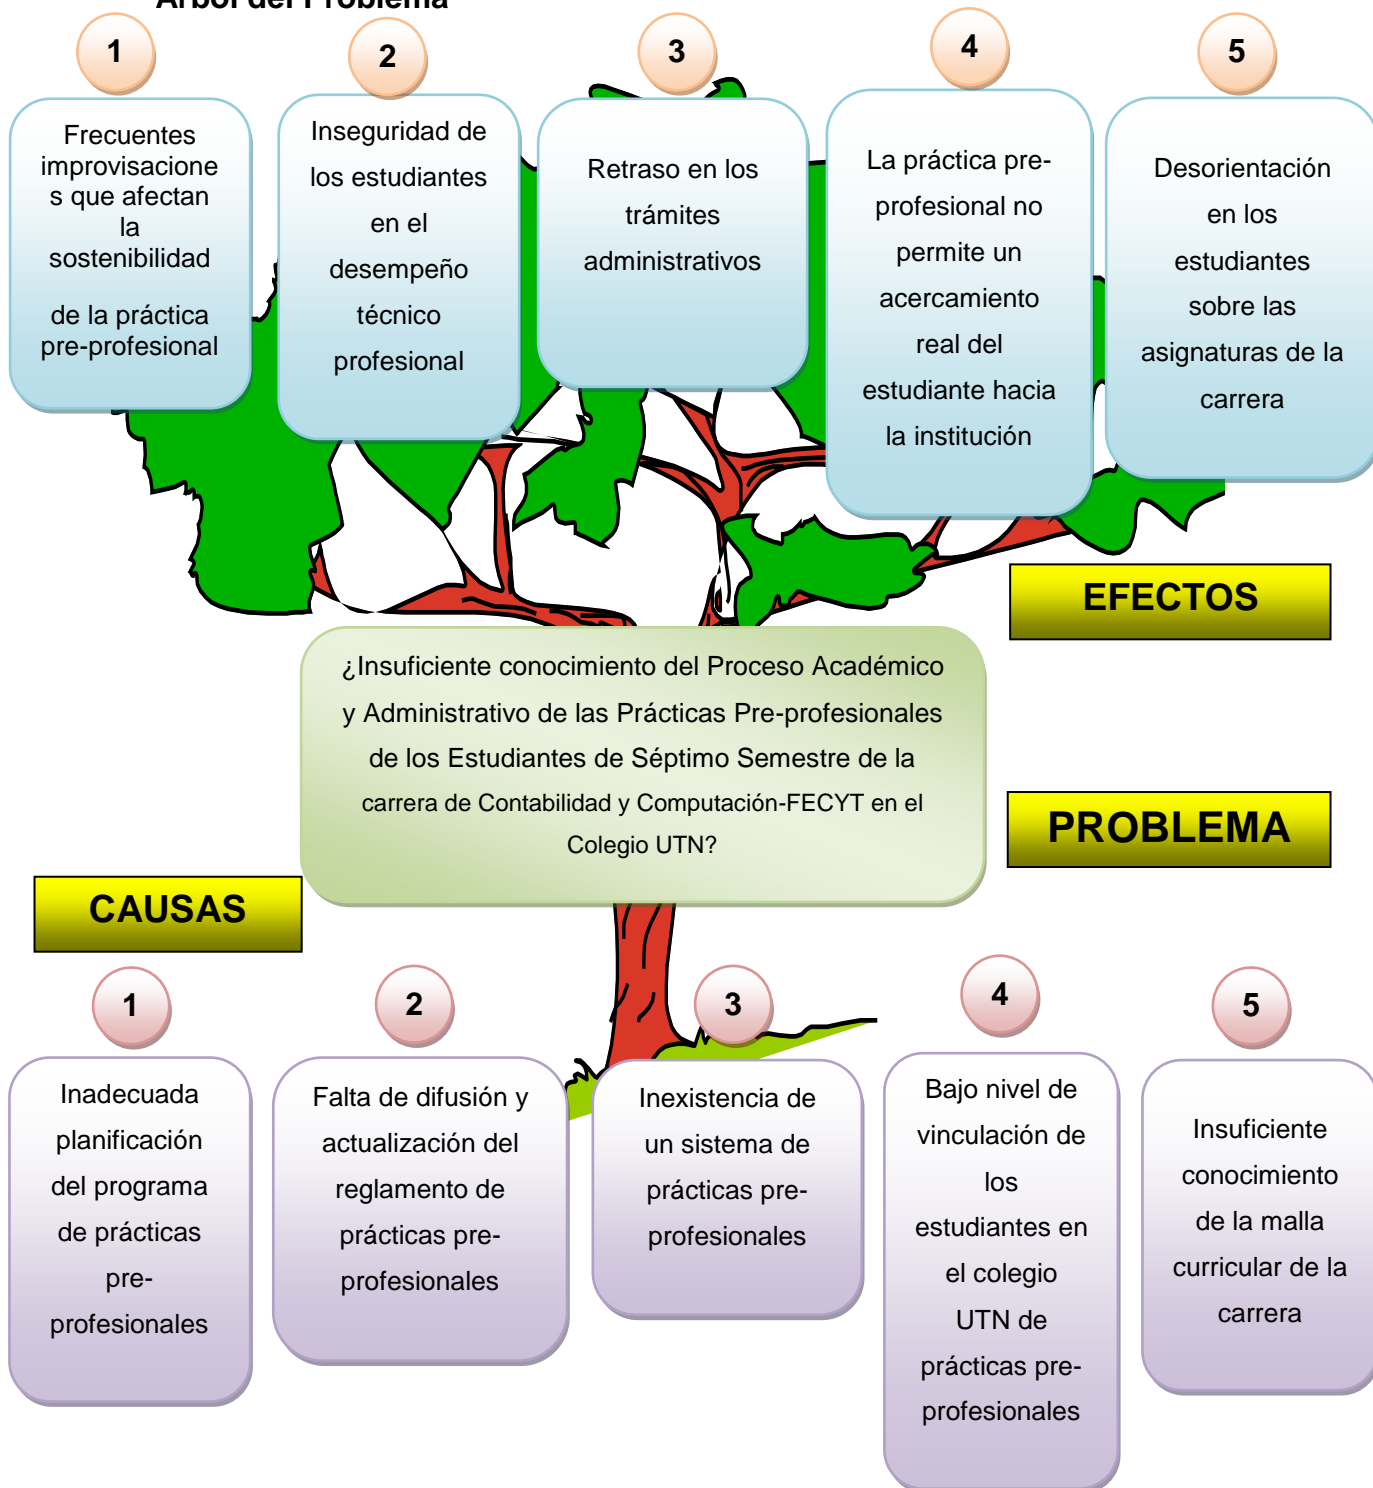 Árbol del Problema
1
Frecuentes
improvisacione
s que afectan
la
sostenibilidad
de la práctica
pre-profesional
2
Inseguridad de
los estudiantes
en el
desempeño
técnico
profesional
3
Retraso en los
trámites
administrativos
4
La práctica pre-
profesional no
permite un
acercamiento
real del
estudiante hacia
la institución
5
Desorientación
en los
estudiantes
sobre las
asignaturas de la
carrera
EFECTOS
¿Insuficiente conocimiento del Proceso Académico
y Administrativo de las Prácticas Pre-profesionales
de los Estudiantes de Séptimo Semestre de la
carrera de Contabilidad y Computación-FECYT en el
Colegio UTN?
PROBLEMA
CAUSAS
1
Inadecuada
planificación
del programa
de prácticas
pre-
profesionales
2
Falta de difusión y
actualización del
reglamento de
prácticas pre-
profesionales
3
Inexistencia de
un sistema de
prácticas pre-
profesionales
4
Bajo nivel de
vinculación de
los
estudiantes en
el colegio
UTN de
prácticas pre-
profesionales
5
Insuficiente
conocimiento
de la malla
curricular de la
carrera